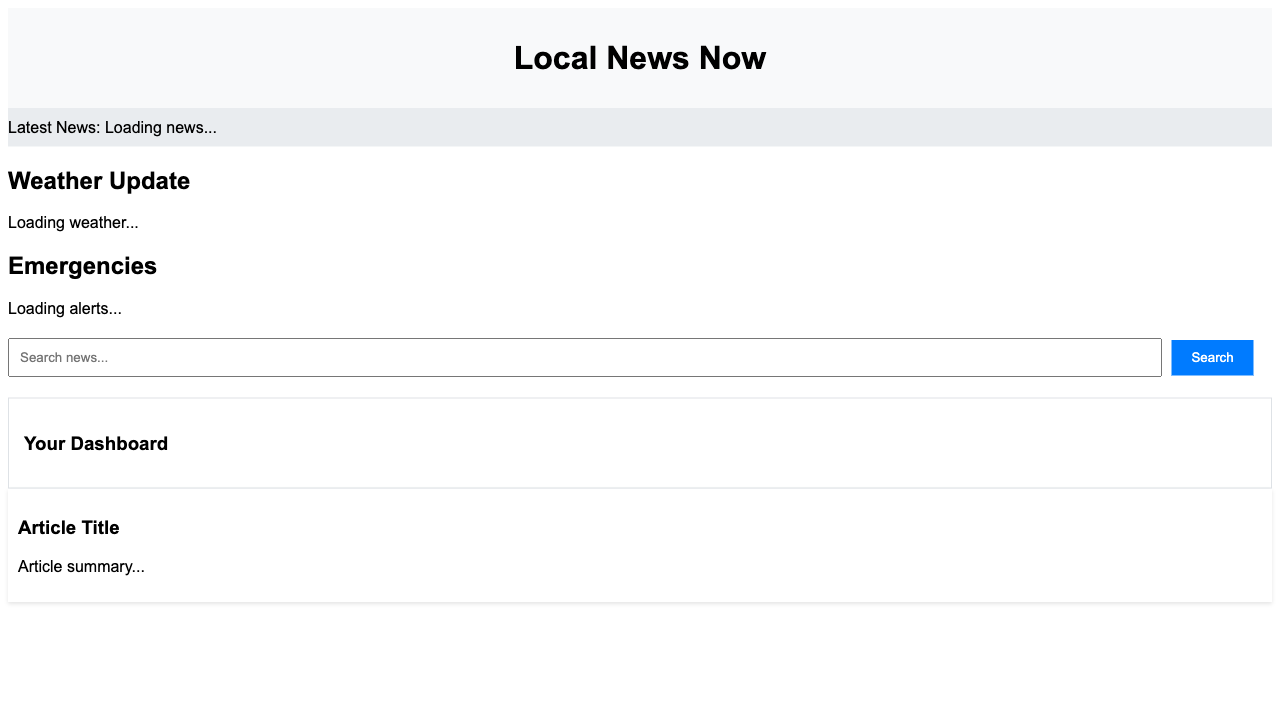 Local News Now
Latest News: Loading news...
Weather Update
Loading weather...
Emergencies
Loading alerts...
Search news... Search
Your Dashboard
Article Title
Article summary...